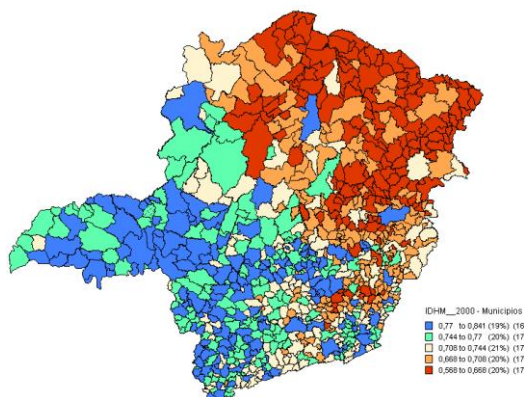 IDHM__2000 - Municipios
0,77 to 0,841 (19%) (16
0,744 to 0,77 (20%) (17
0,708 to 0,744 (21%) (17
0,668 to 0,708 (20%) (17
0,568 to 0,668 (20%) (17